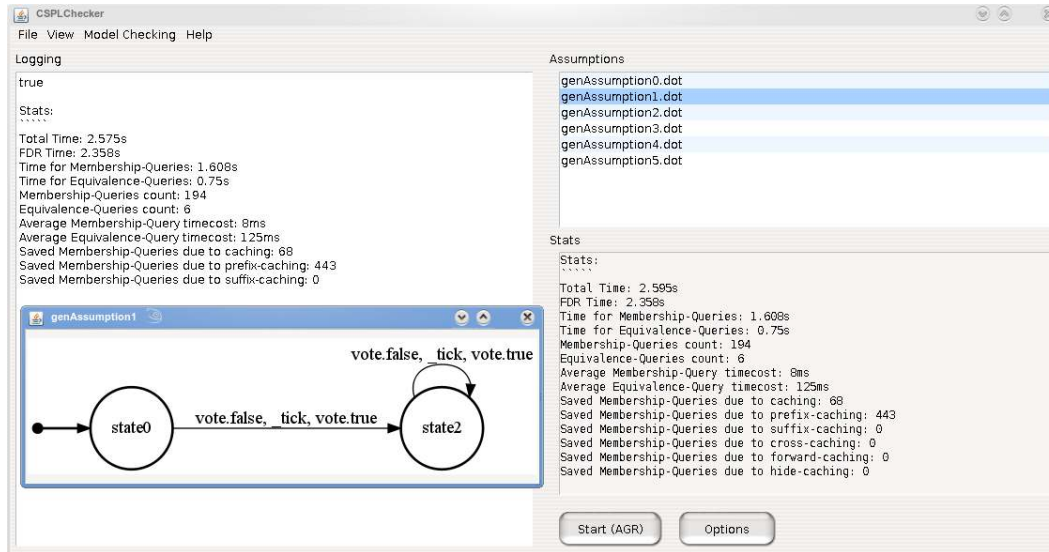 CSPLChecker
File View Model Checking Help
Logging
true
Stats:
`````
Total Time: 2.575s
FDR Time: 2.358s
Time for Membership-Queries: 1.608s
Time for Equivalence-Queries: 0.75s
Membership-Queries count: 194
Equivalence-Queries count: 6
Average Membership-Query timecost: 8ms
Average Equivalence-Query timecost: 125ms
Saved Membership-Queries due to caching: 68
Saved Membership-Queries due to prefix-caching: 443
Saved Membership-Queries due to suffix-caching: 0
genAssumption1
vote.false, _tick, vote.true
state0
vote.false, _tick, vote.true
state2
Assumptions
genAssumption0.dot
genAssumption1.dot
genAssumption2.dot
genAssumption3.dot
genAssumption4.dot
genAssumption5.dot
Stats
Stats:
`````
Total Time: 2.595s
FDR Time: 2.358s
Time for Membership-Queries: 1.608s
Time for Equivalence-Queries: 0.75s
Membership-Queries count: 194
Equivalence-Queries count: 6
Average Membership-Query timecost: 8ms
Average Equivalence-Query timecost: 125ms
Saved Membership-Queries due to caching: 68
Saved Membership-Queries due to prefix-caching: 443
Saved Membership-Queries due to suffix-caching: 0
Saved Membership-Queries due to cross-caching: 0
Saved Membership-Queries due to forward-caching: 0
Saved Membership-Queries due to hide-caching: 0
Start (AGR)
Options